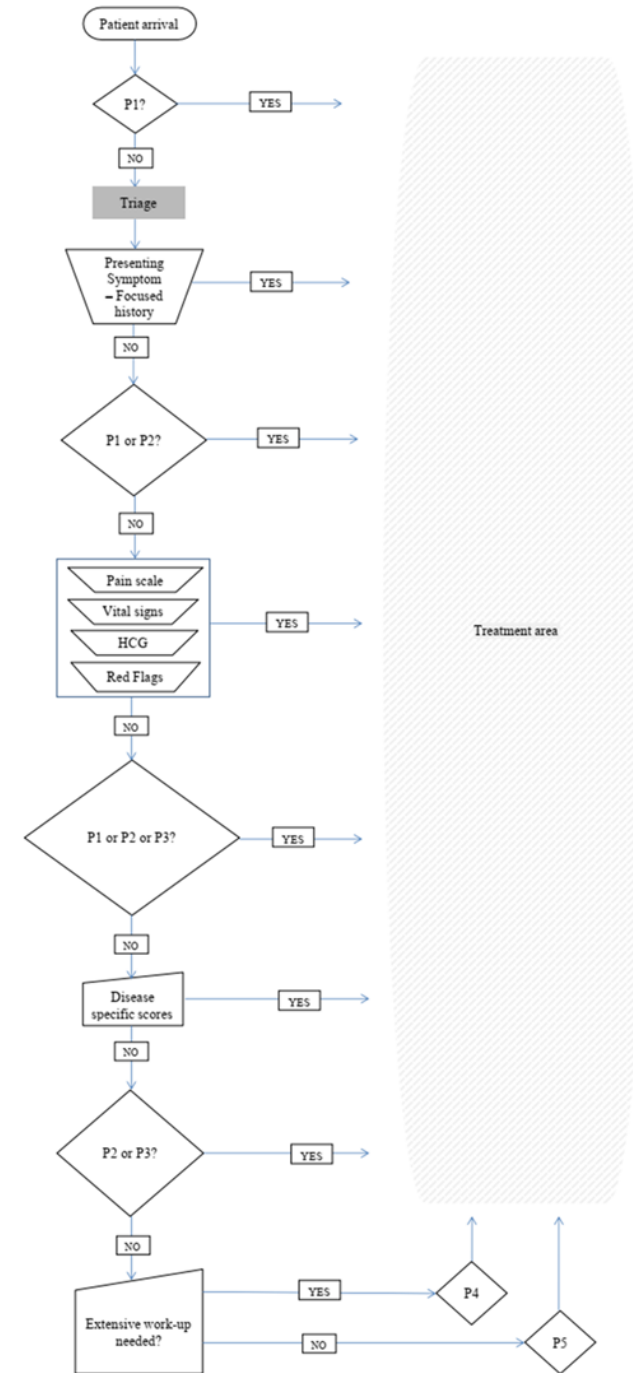 Patient arrival
P1?
YES
NO
Triage
Presenting
Symptom
– Focused
history
YES
NO
P1 or P2?
YES
NO
Pain scale
Vital signs
HCG
Red Flags
YES
Treatment area
NO
P1 or P2 or P3?
YES
NO
Disease
specific scores
YES
NO
P2 or P3?
YES
NO
Extensive work-up
needed?
YES
P4
NO
P5